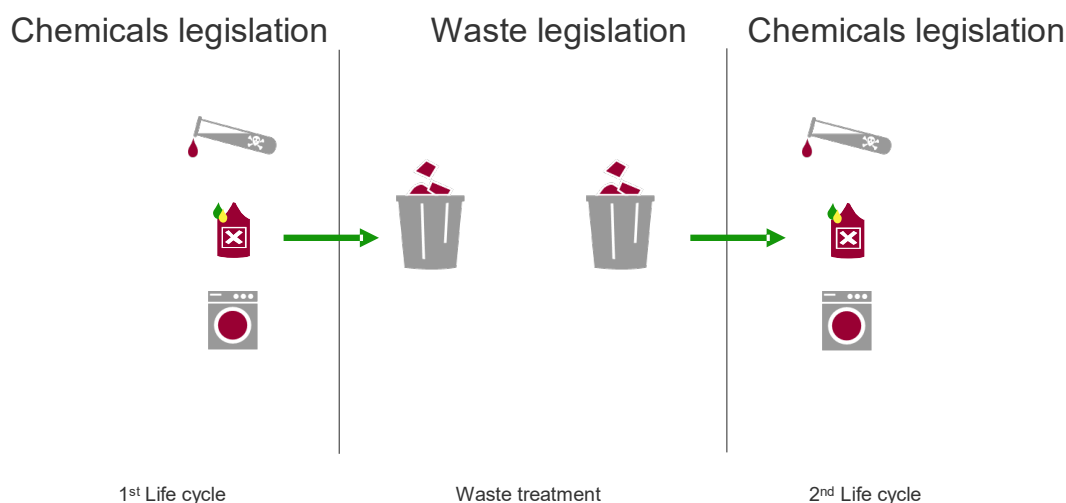 Chemicals legislation
Waste legislation
Chemicals legislation
1st Life cycle
Waste treatment
2nd Life cycle